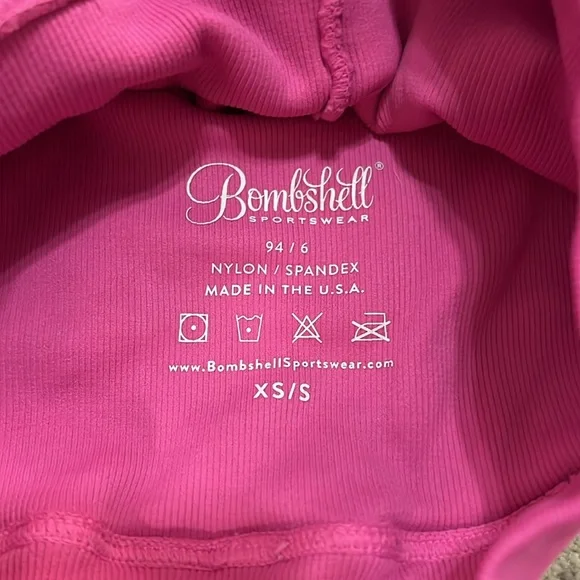 Bombshell®
SPORTSWEAR
94 / 6
NYLON / SPANDEX
MADE IN THE U.S.A.
www.BombshellSportswear.com
XS/S